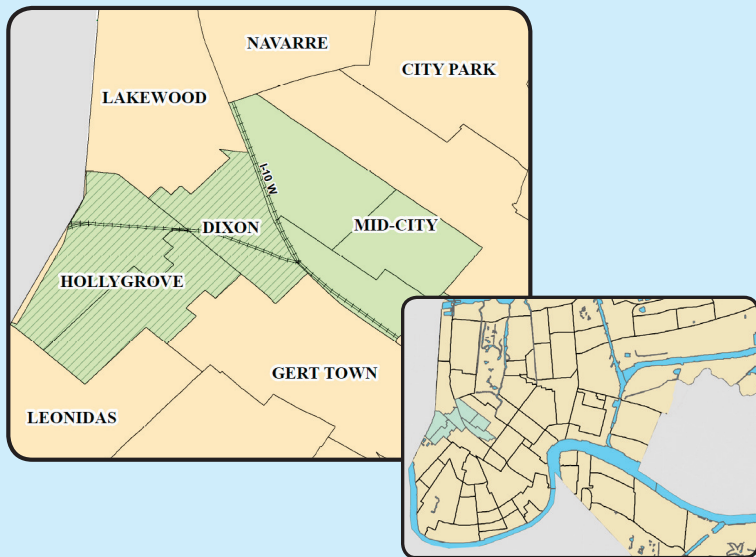 NAVARRE
CITY PARK
LAKEWOOD
I-10 W
DIXON
MID-CITY
HOLLYGROVE
GERT TOWN
LEONIDAS